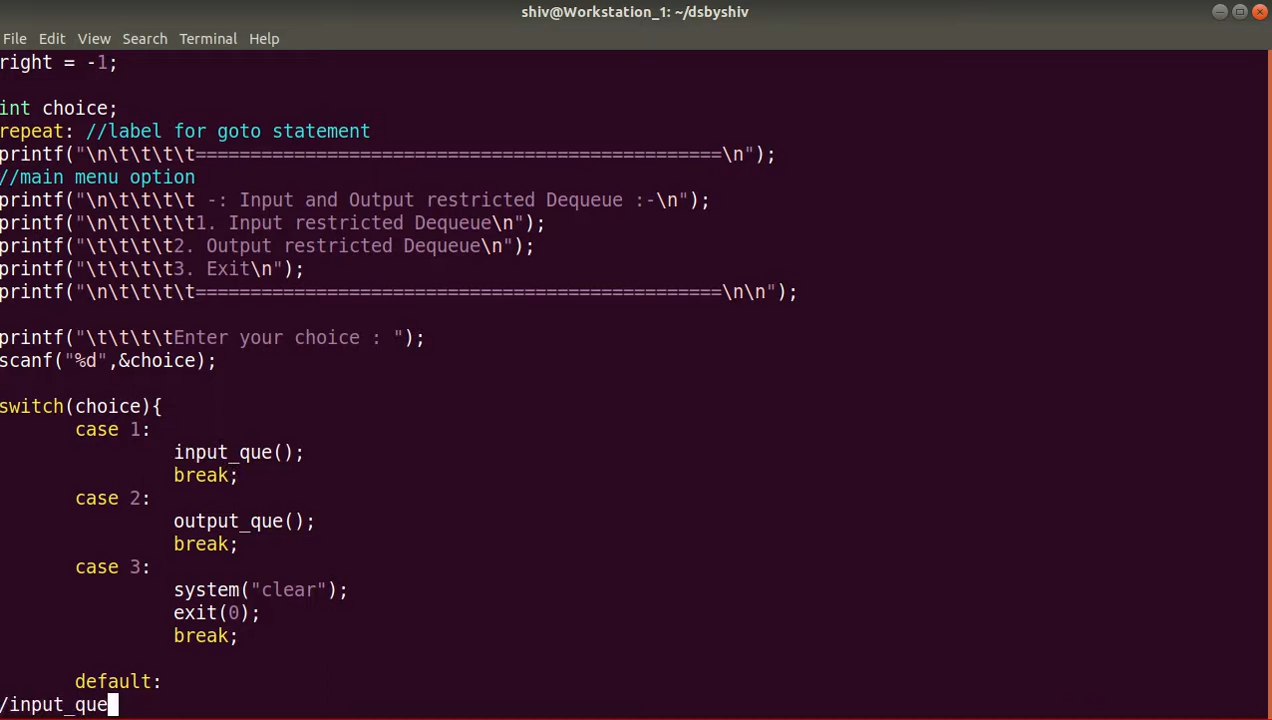 shiv@Workstation_1: ~/dsbyshiv
File Edit View Search Terminal Help
right = -1;
int choice;
repeat: //label for goto statement
printf("\n\t\t\t\t================================================\n");
//main menu option
printf("\n\t\t\t\t -: Input and Output restricted Dequeue :-\n");
printf("\n\t\t\t\t1. Input restricted Dequeue\n");
printf("\t\t\t\t2. Output restricted Dequeue\n");
printf("\t\t\t\t3. Exit\n");
printf("\n\t\t\t\t================================================\n\n");
printf("\t\t\t\tEnter your choice : ");
scanf("%d",&choice);
switch(choice){
case 1:
input_que();
break;
case 2:
output_que();
break;
case 3:
system("clear");
exit(0);
break;
default:
/input_que